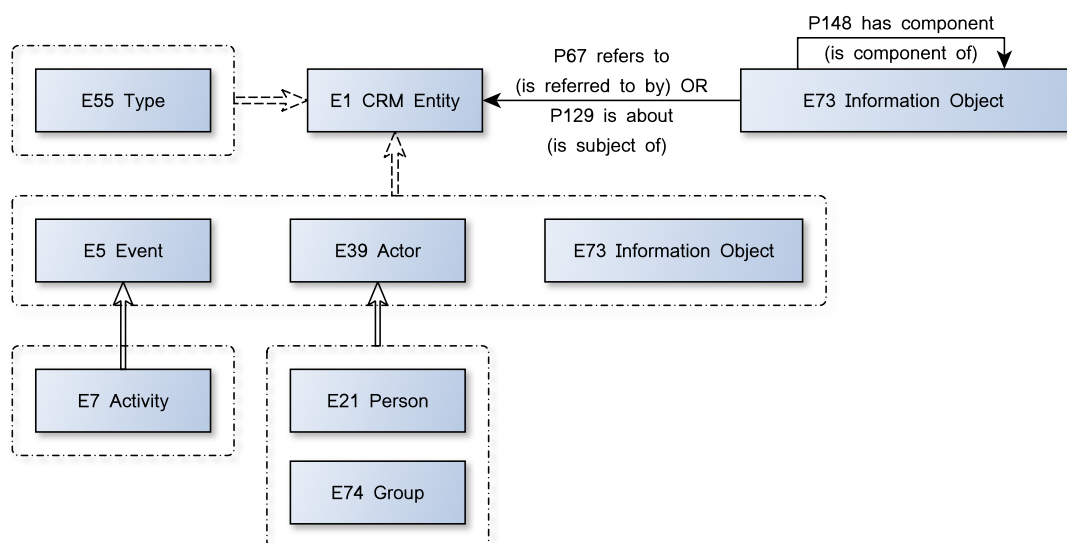 P148 has component
(is component of)
E55 Type
E1 CRM Entity
P67 refers to
(is referred to by) OR
P129 is about
(is subject of)
E73 Information Object
E5 Event
E39 Actor
E73 Information Object
E7 Activity
E21 Person
E74 Group